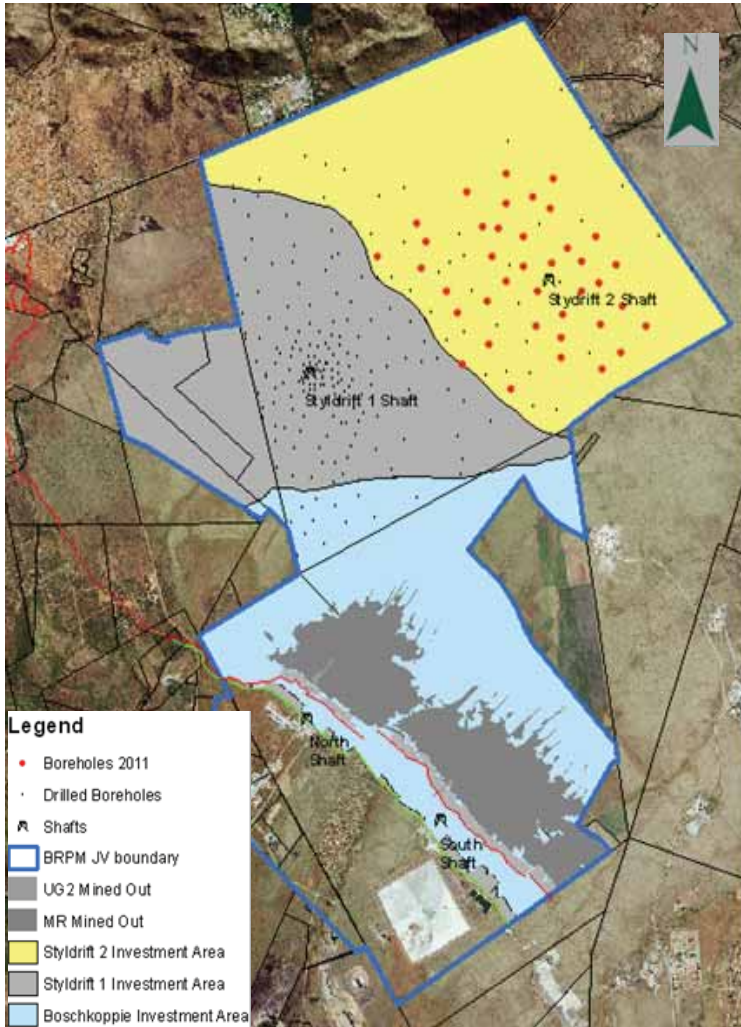 N
Stydrift 2 Shaft
Styldrift 1 Shaft
North
Shaft
South
Shaft
Legend
Boreholes 2011
Drilled Boreholes
Shafts
BRPM JV boundary
UG2 Mined Out
MR Mined Out
Styldrift 2 Investment Area
Styldrift 1 Investment Area
Boschkoppie Investment Area